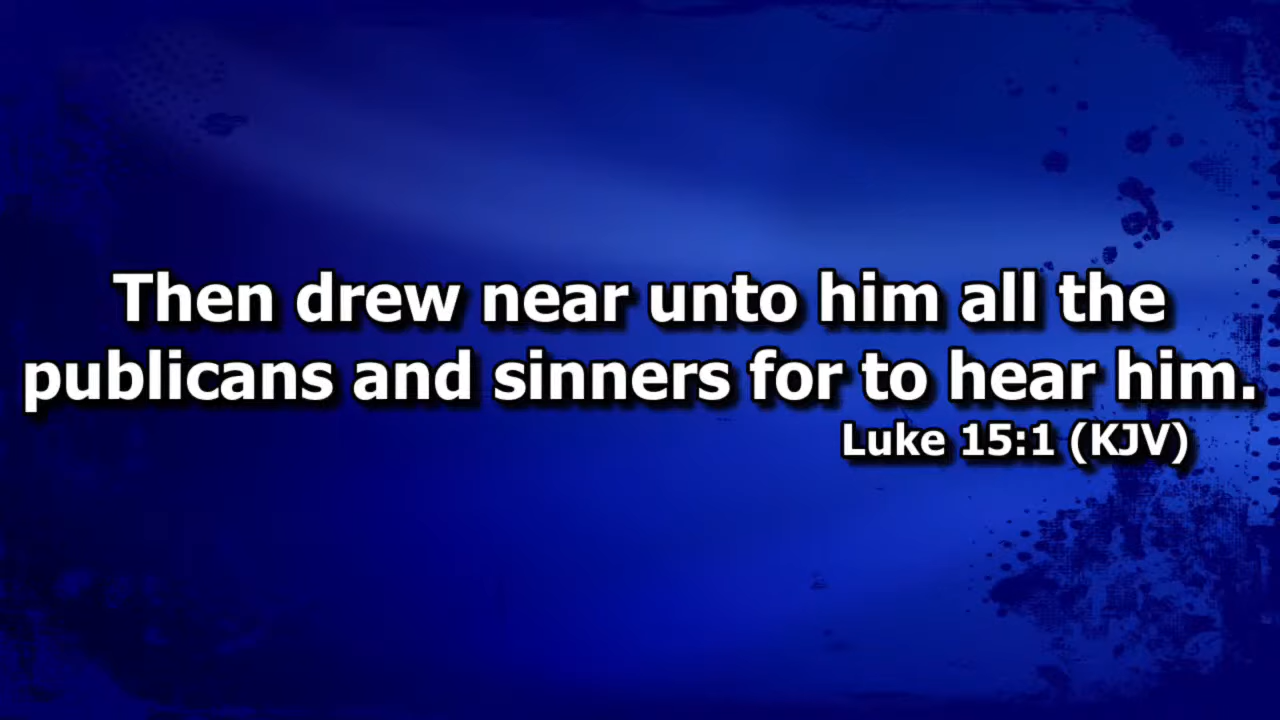 Then drew near unto him all the
publicans and sinners for to hear him.
Luke 15:1 (KJV)